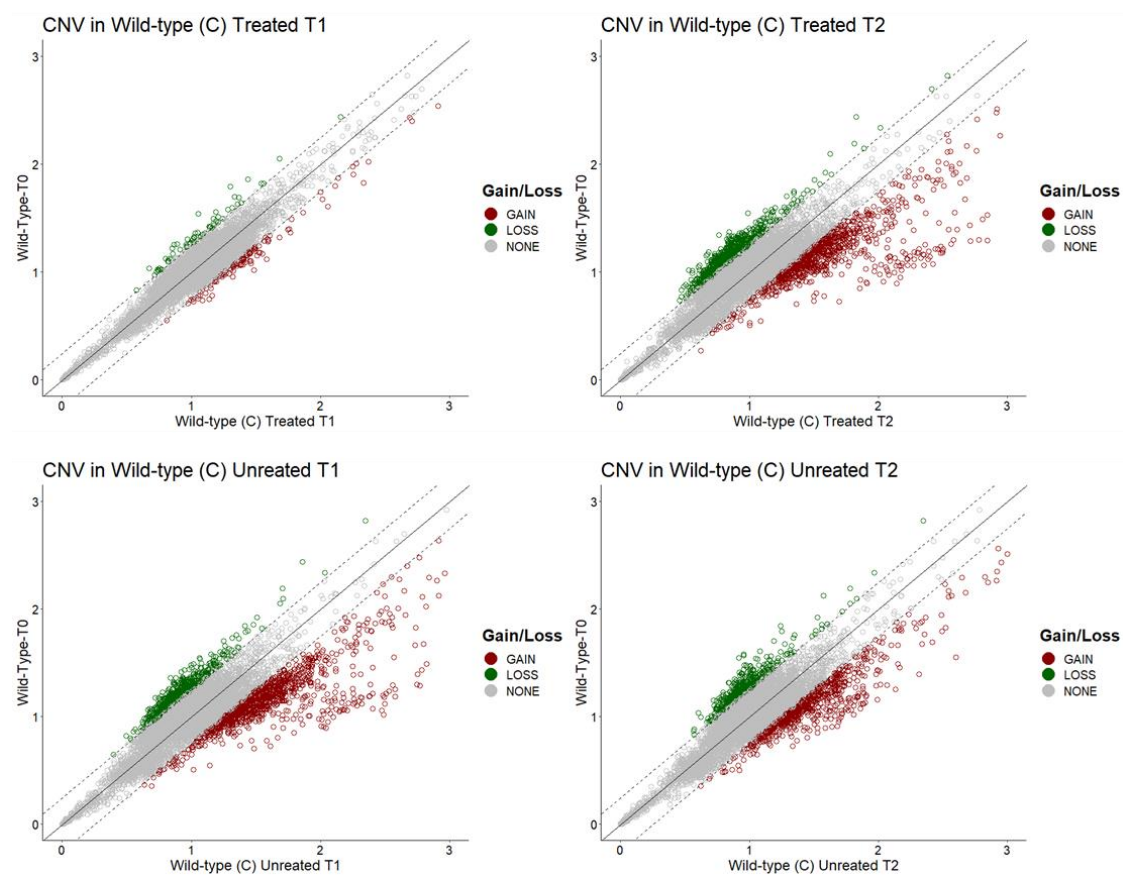 CNV in Wild-type (C) Treated T1
3
2
1
0
Wild-Type-T0
0 1 2 3
Wild-type (C) Treated T1
Gain/Loss
GAIN
LOSS
NONE
CNV in Wild-type (C) Treated T2
3
2
1
0
Wild-Type-T0
0 1 2 3
Wild-type (C) Treated T2
Gain/Loss
GAIN
LOSS
NONE
CNV in Wild-type (C) Unreated T1
3
2
1
0
Wild-Type-T0
0 1 2 3
Wild-type (C) Unreated T1
Gain/Loss
GAIN
LOSS
NONE
CNV in Wild-type (C) Unreated T2
3
2
1
0
Wild-Type-T0
0 1 2 3
Wild-type (C) Unreated T2
Gain/Loss
GAIN
LOSS
NONE